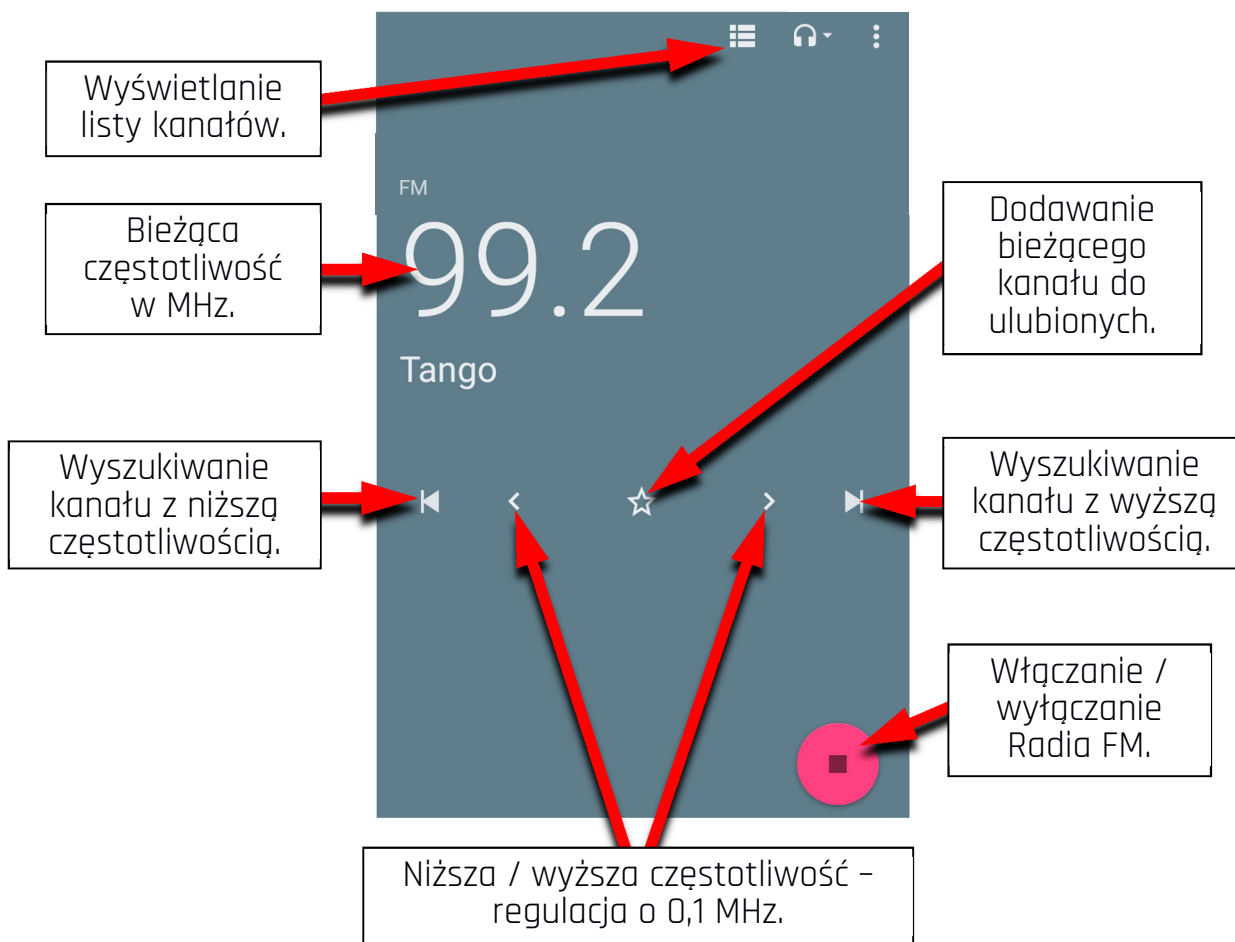 Wyświetlanie
listy kanałów.
FM
Bieżąca
częstotliwość
w MHz.
99.2
Dodawanie
bieżącego
kanału do
ulubionych.
Tango
Wyszukiwanie
kanału z niższą
częstotliwością.
Wyszukiwanie
kanału z wyższą
częstotliwością.
Włączanie /
wyłączanie
Radia FM.
Niższa / wyższa częstotliwość –
regulacja o 0,1 MHz.